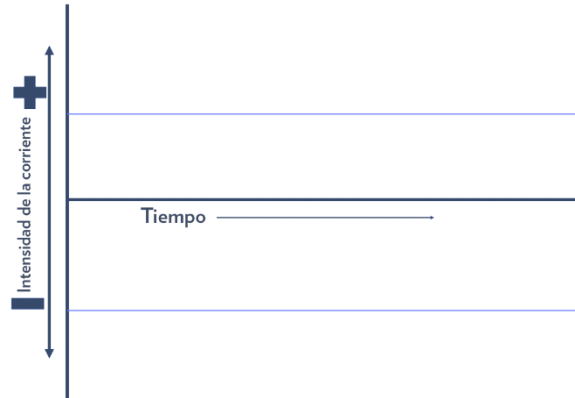 +
Intensidad de la corriente
Tiempo
-